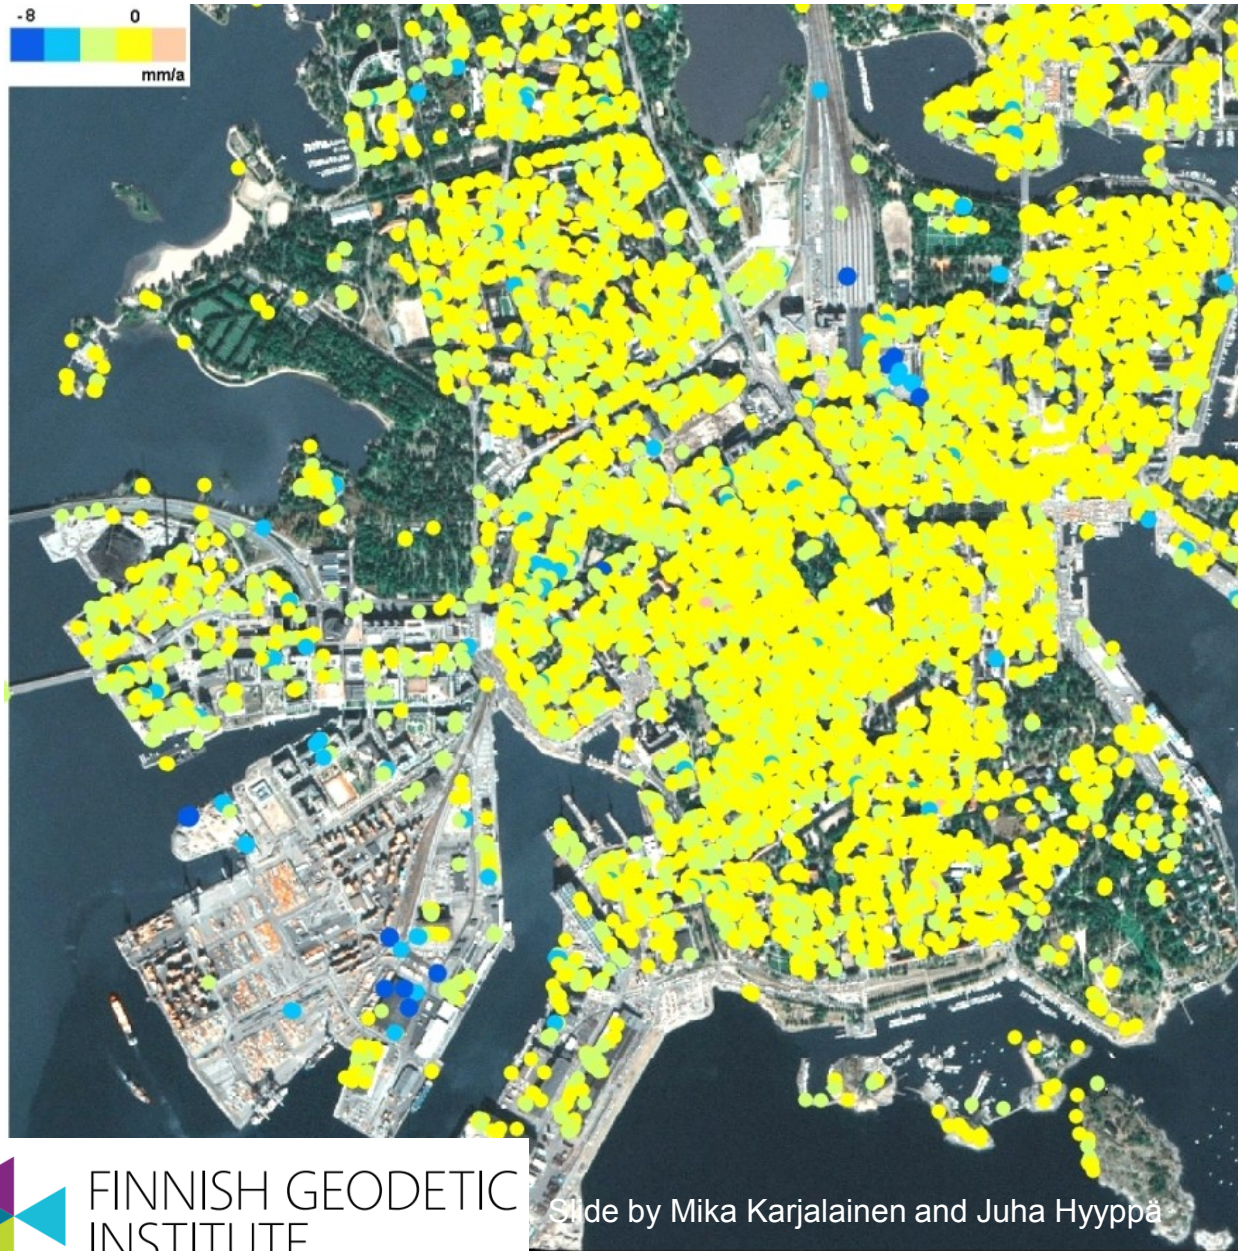 -8 0
mm/a
FINNISH GEODETIC
INSTITUTE
Slide by Mika Karjalainen and Juha Hyyppä